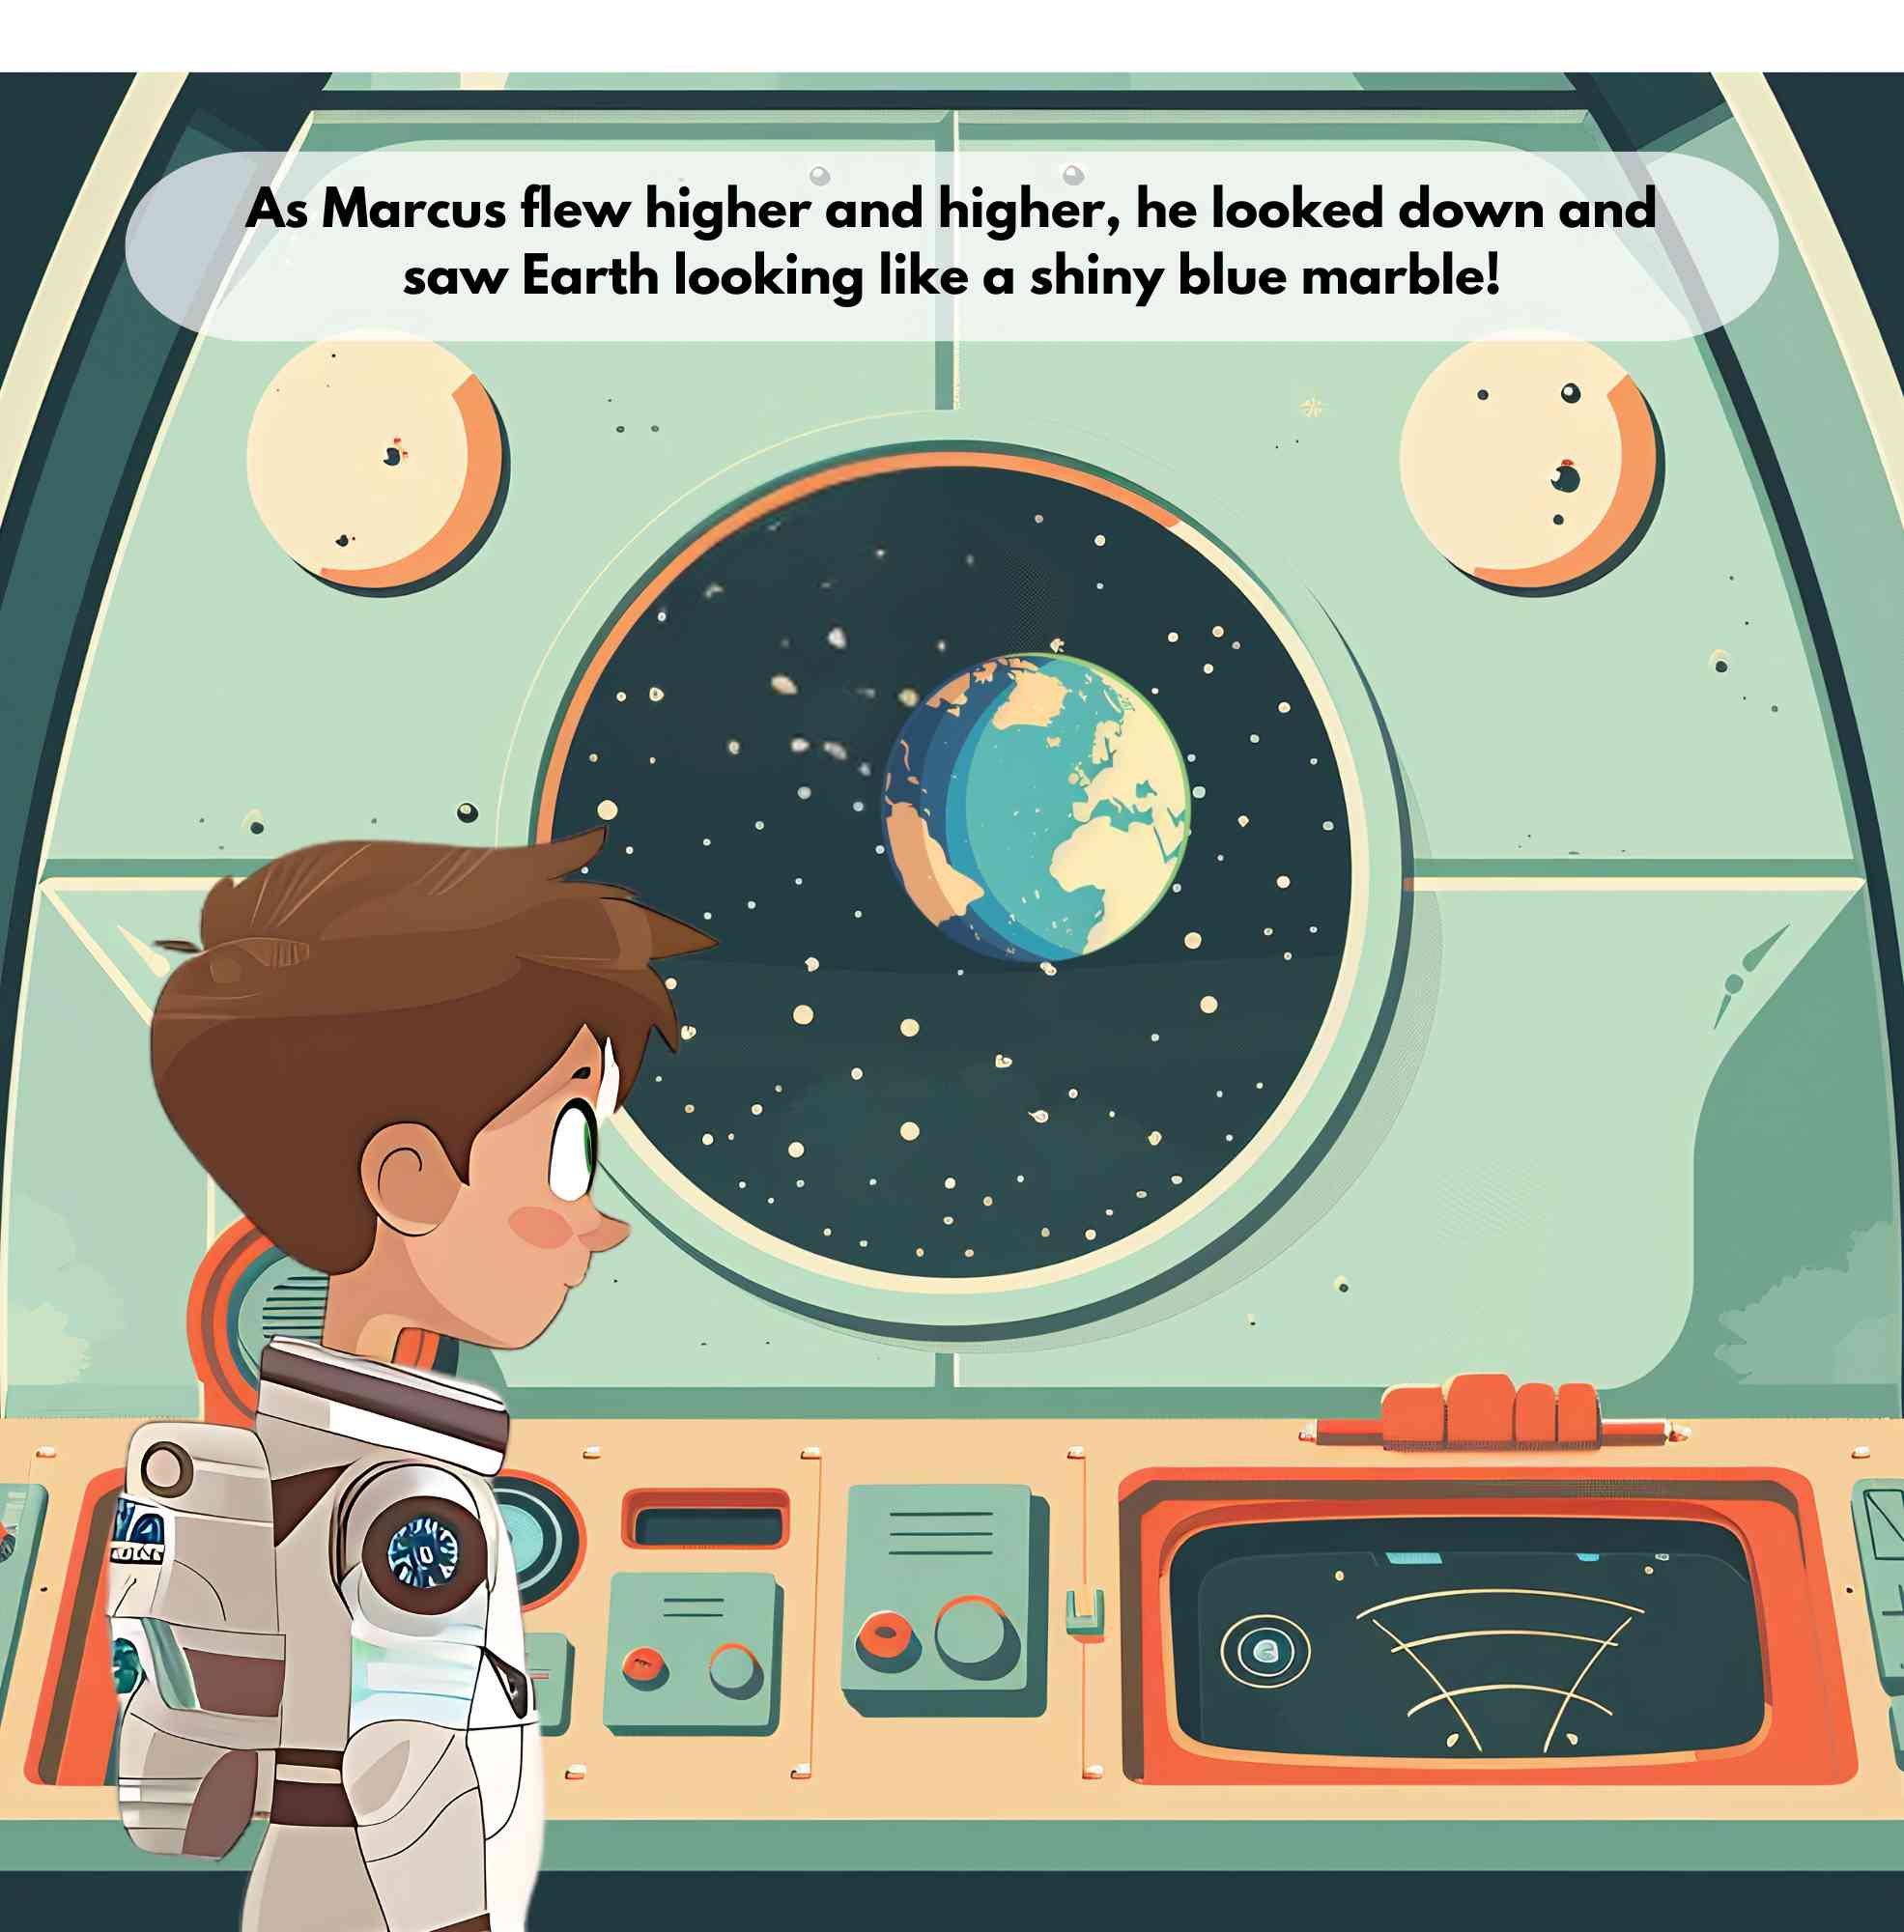 As Marcus flew higher and higher, he looked down and
saw Earth looking like a shiny blue marble!